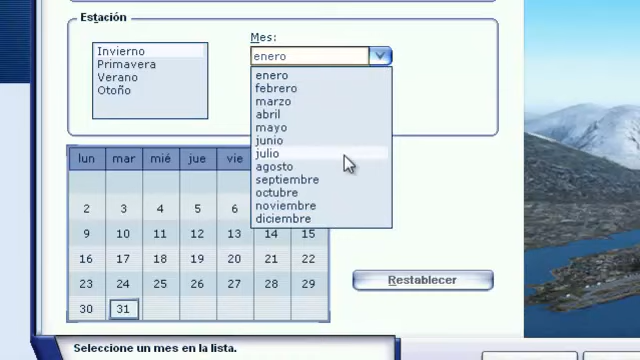 Estación
Mes:
Invierno
Primavera
Verano
Otoño
enero
enero
febrero
marzo
abril
mayo
junio
julio
agosto
septiembre
octubre
noviembre
diciembre
lun mar mié jue vie
2 3 4 5 6
9 10 11 12 13 14 15
16 17 18 19 20 21 22
23 24 25 26 27 28 29
30 31
Restablecer
Seleccione un mes en la lista.